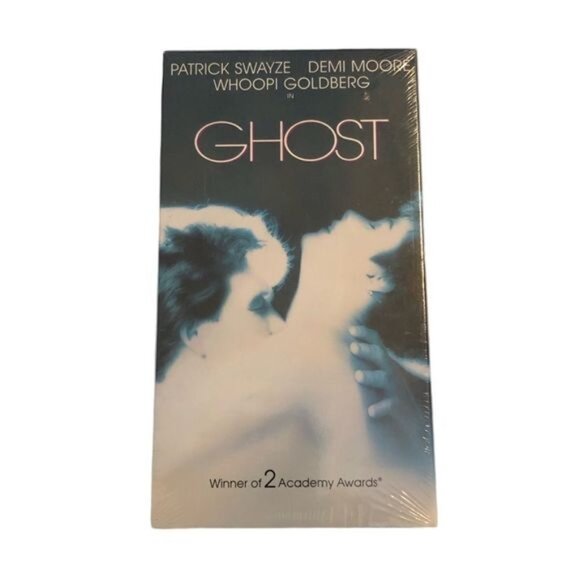 PATRICK SWAYZE DEMI MOORE
WHOOPI GOLDBERG
IN
GHOST
Winner of 2 Academy Awards®